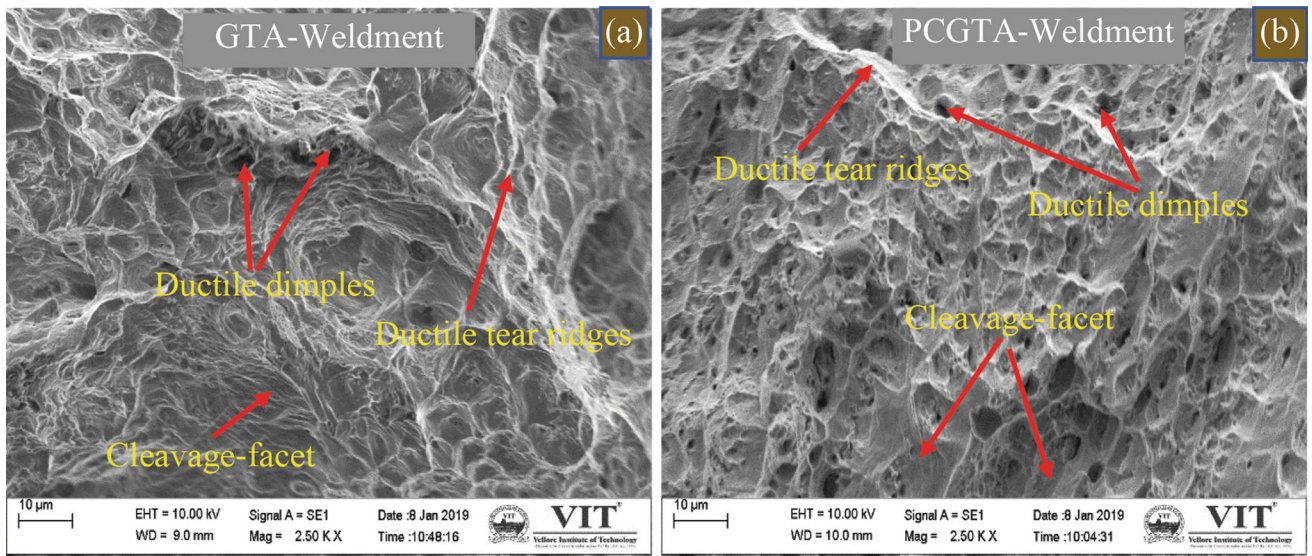 GTA-Weldment
(a)
Ductile dimples
Ductile tear ridges
Cleavage-facet
10 µm
EHT = 10.00 kV
WD = 9.0 mm
Signal A = SE1
Mag = 2.50 K X
Date :8 Jan 2019
Time :10:48:16
VIT
VIT®
Vellore Institute of Technology
PCGTA-Weldment
(b)
Ductile tear ridges
Ductile dimples
Cleavage-facet
10 µm
EHT = 10.00 kV
WD = 10.0 mm
Signal A = SE1
Mag = 2.50 K X
Date :8 Jan 2019
Time :10:04:31
VIT
VIT®
Vellore Institute of Technology